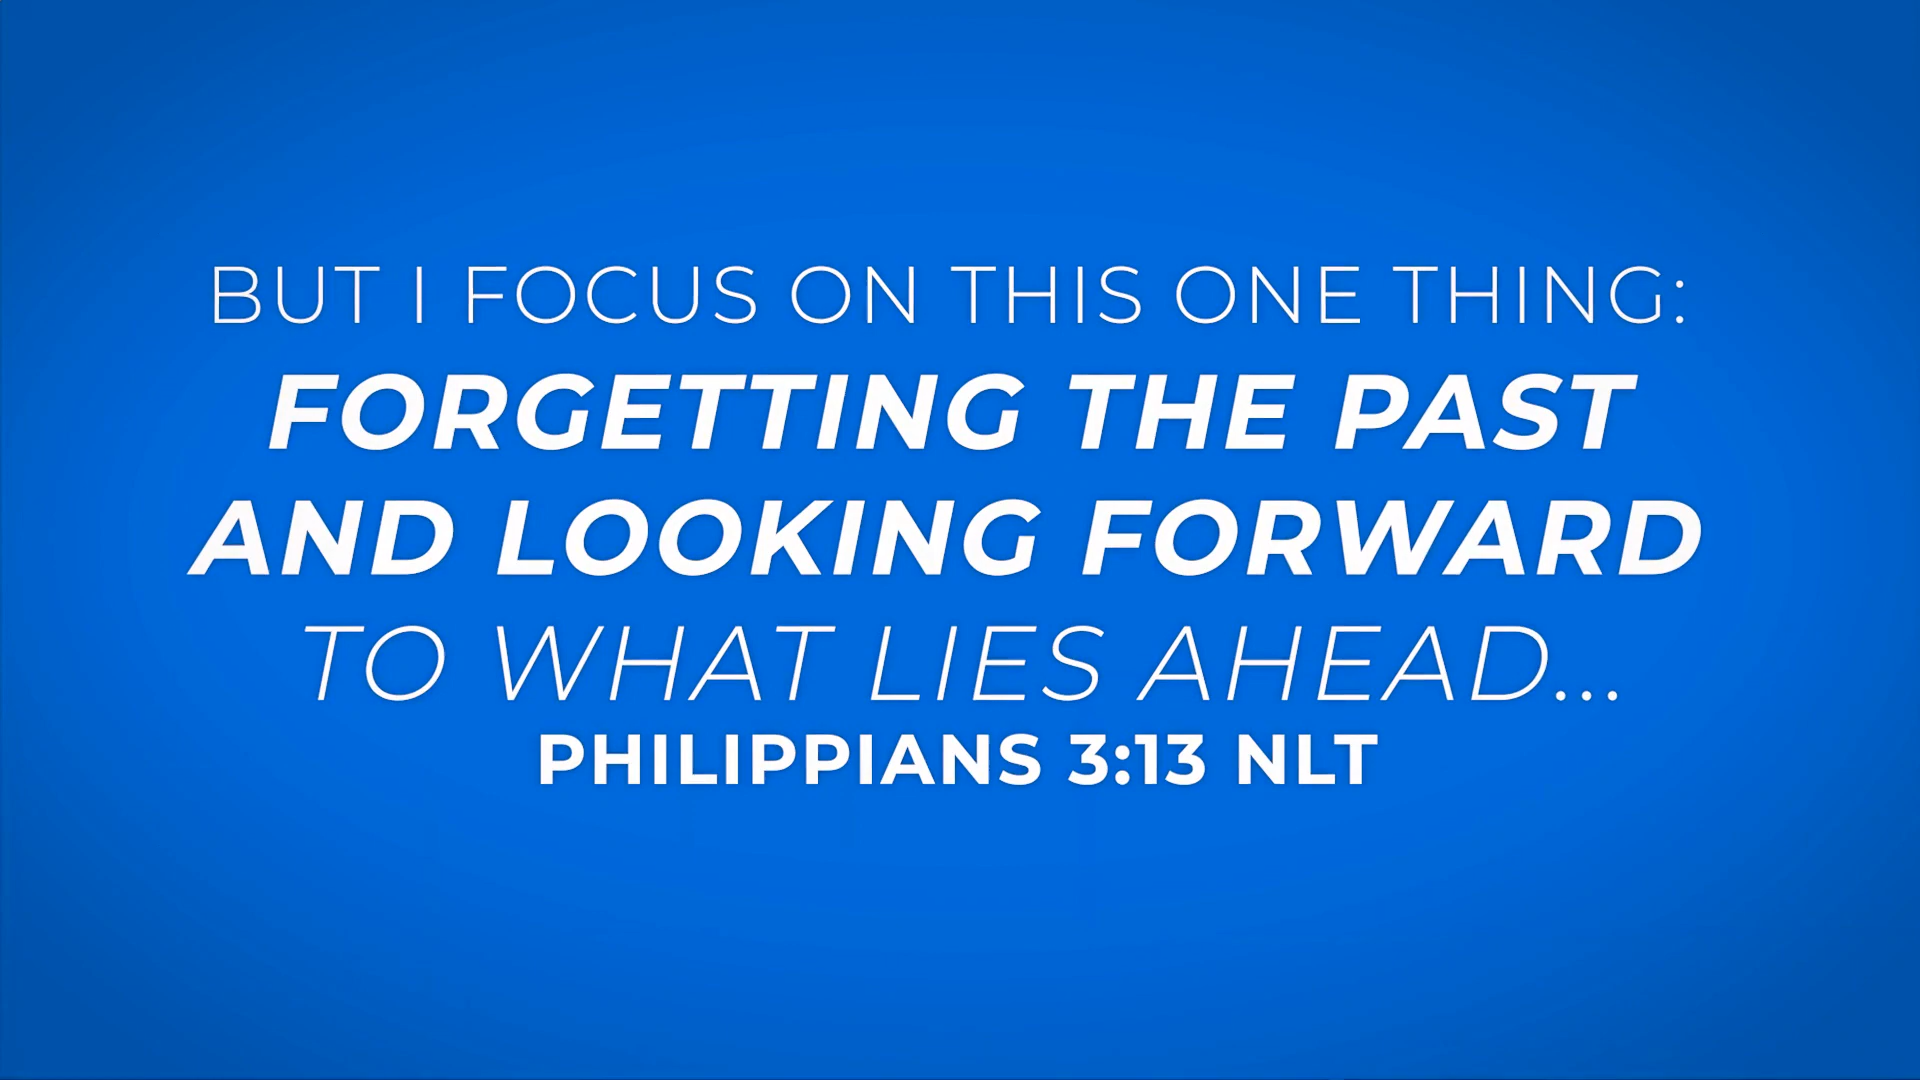 BUT I FOCUS ON THIS ONE THING:
FORGETTING THE PAST
AND LOOKING FORWARD
TO WHAT LIES AHEAD...
PHILIPPIANS 3:13 NLT